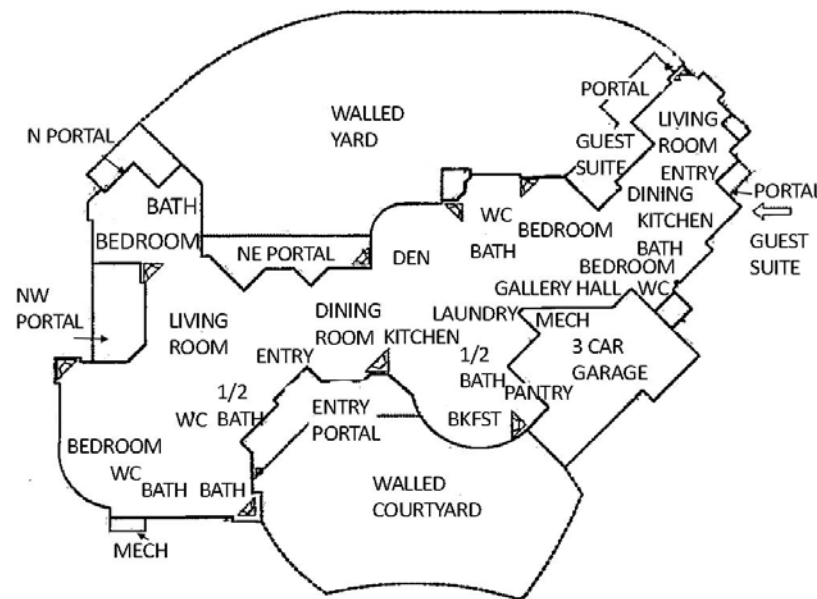 PORTAL
WALLED
YARD
LIVING
ROOM
N PORTAL
GUEST
SUITE
ENTRY
DINING
PORTAL
BATH
WC
BEDROOM
KITCHEN
BEDROOM
NE PORTAL
DEN
BATH
BATH
GUEST
SUITE
BEDROOM
GALLERY HALL
WC
NW
PORTAL
LIVING
ROOM
DINING
ROOM
KITCHEN
LAUNDRY
MECH
ENTRY
1/2
BATH
3 CAR
GARAGE
PANTRY
1/2
WC BATH
ENTRY
PORTAL
BKFST
BEDROOM
WC
BATH BATH
WALLED
COURTYARD
MECH